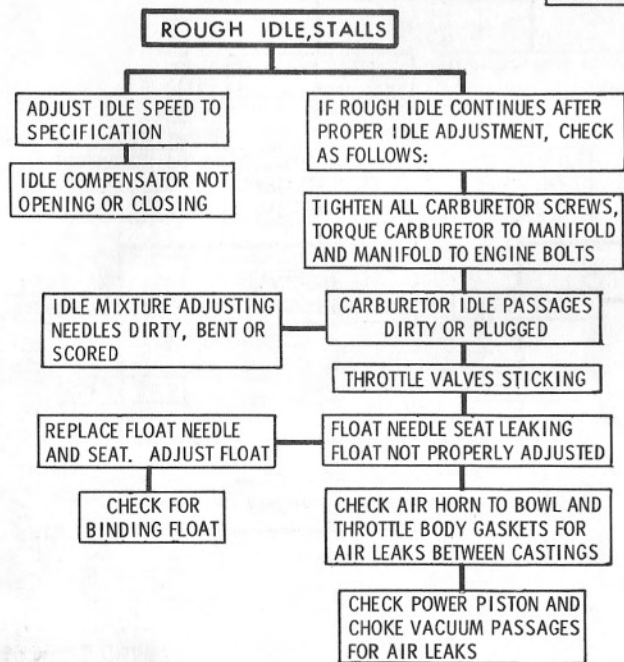 ROUGH IDLE,STALLS
ADJUST IDLE SPEED TO
SPECIFICATION
IDLE COMPENSATOR NOT
OPENING OR CLOSING
IF ROUGH IDLE CONTINUES AFTER
PROPER IDLE ADJUSTMENT, CHECK
AS FOLLOWS:
TIGHTEN ALL CARBURETOR SCREWS,
TORQUE CARBURETOR TO MANIFOLD
AND MANIFOLD TO ENGINE BOLTS
IDLE MIXTURE ADJUSTING
NEEDLES DIRTY, BENT OR
SCORED
CARBURETOR IDLE PASSAGES
DIRTY OR PLUGGED
THROTTLE VALVES STICKING
REPLACE FLOAT NEEDLE
AND SEAT. ADJUST FLOAT
FLOAT NEEDLE SEAT LEAKING
FLOAT NOT PROPERLY ADJUSTED
CHECK FOR
BINDING FLOAT
CHECK AIR HORN TO BOWL AND
THROTTLE BODY GASKETS FOR
AIR LEAKS BETWEEN CASTINGS
CHECK POWER PISTON AND
CHOKE VACUUM PASSAGES
FOR AIR LEAKS